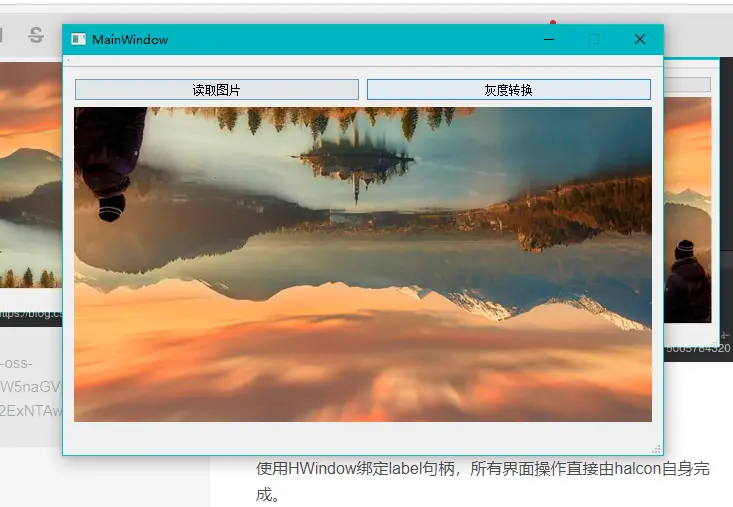 MainWindow
读取图片
灰度转换
https://blog.cs
5005784320
-oss-
W5naGV
2ExNTAw
使用HWindow绑定label句柄，所有界面操作直接由halcon自身完
成。